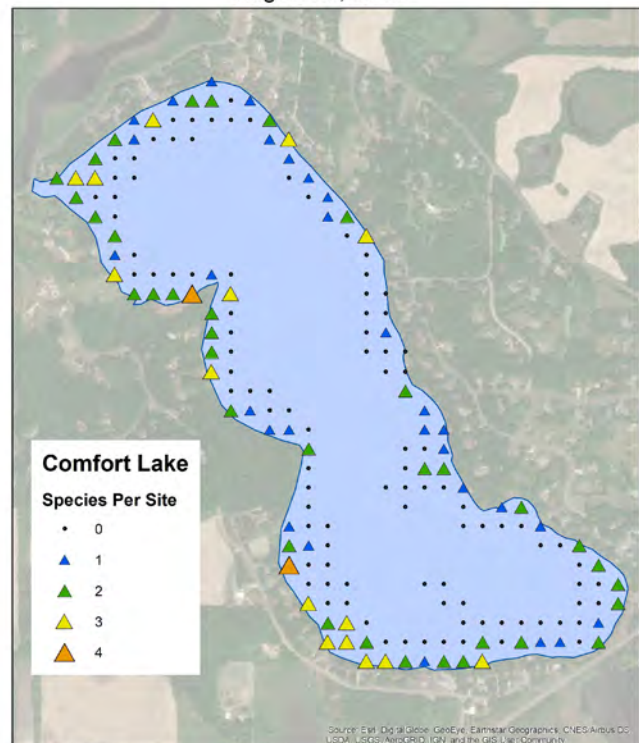 Comfort Lake
Species Per Site
0
1
2
3
4
Source: Esri, DigitalGlobe, GeoEye, Earthstar Geographics, CNES/Airbus DS,
USDA, USGS, AeroGRID, IGN, and the GIS User Community